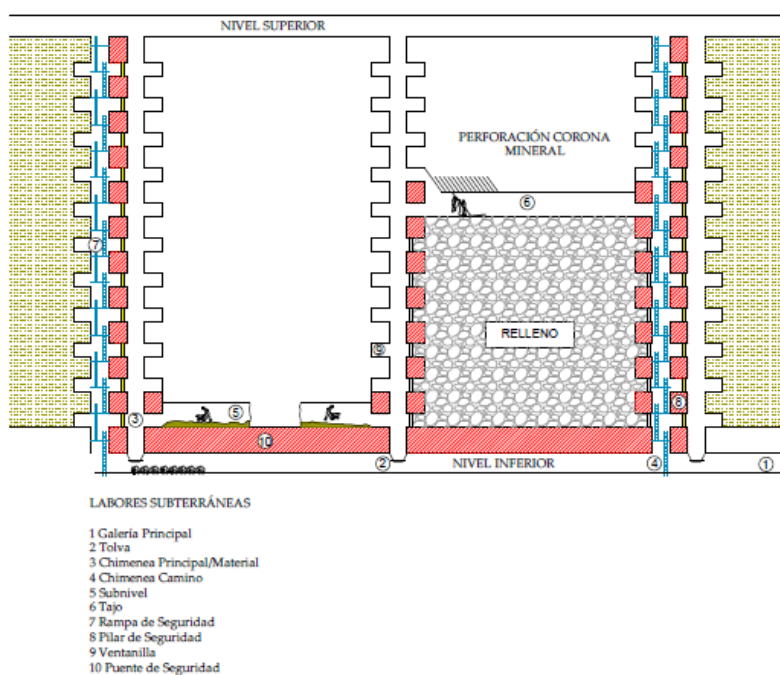 NIVEL SUPERIOR
PERFORACIÓN CORONA
MINERAL
6
7
RELLENO
9
8
5
3
10
2
NIVEL INFERIOR
4
1
LABORES SUBTERRÁNEAS
1 Galería Principal
2 Tolva
3 Chimenea Principal/Material
4 Chimenea Camino
5 Subnivel
6 Tajo
7 Rampa de Seguridad
8 Pilar de Seguridad
9 Ventanilla
10 Puente de Seguridad